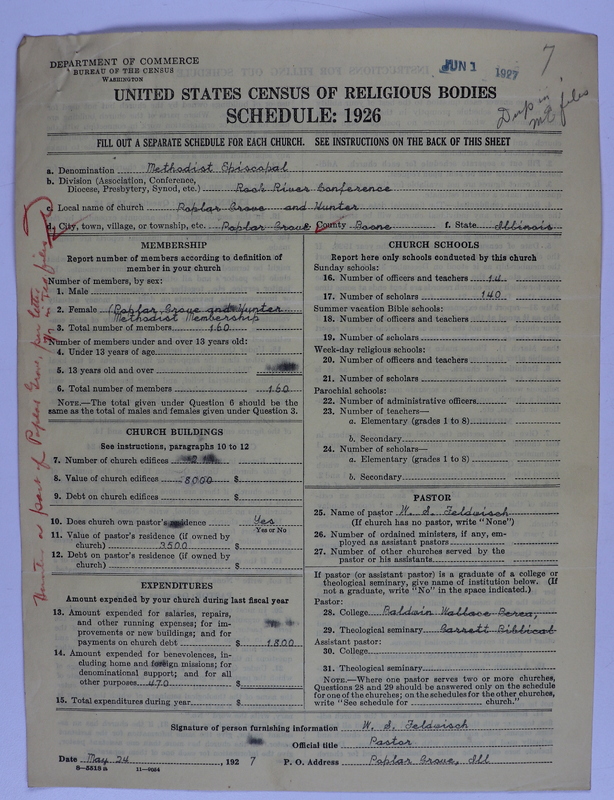 DEPARTMENT OF COMMERCE
BUREAU OF THE CENSUS
WASHINGTON
JUN 1 1927
7
UNITED STATES CENSUS OF RELIGIOUS BODIES
SCHEDULE: 1926
Dup in
ME files
FILL OUT A SEPARATE SCHEDULE FOR EACH CHURCH. SEE INSTRUCTIONS ON THE BACK OF THIS SHEET
a. Denomination Methodist Episcopal
b. Division (Association, Conference,
Diocese, Presbytery, Synod, etc.) Rock River Conference
c. Local name of church Poplar Grove and Hunter
d. City, town, village, or township, etc. Poplar Grove County Boone f. State Illinois
MEMBERSHIP
Report number of members according to definition of
member in your church
Number of members, by sex:
1. Male
2. Female (Poplar Grove and Hunter
Methodist Membership
3. Total number of members 160
Number of members under and over 13 years old:
4. Under 13 years of age
5. 13 years old and over
6. Total number of members 160
NOTE.—The total given under Question 6 should be the
same as the total of males and females given under Question 3.
CHURCH BUILDINGS
See instructions, paragraphs 10 to 12
7. Number of church edifices
8. Value of church edifices 8000 $
9. Debt on church edifices $
10. Does church own pastor's residence Yes
Yes or No
11. Value of pastor's residence (if owned by
church) 3500 $
12. Debt on pastor's residence (if owned by
church) $
EXPENDITURES
Amount expended by your church during last fiscal year
13. Amount expended for salaries, repairs,
and other running expenses; for im-
provements or new buildings; and for
payments on church debt $ 1800
14. Amount expended for benevolences, in-
cluding home and foreign missions; for
denominational support; and for all
other purposes 470 $
15. Total expenditures during year $
CHURCH SCHOOLS
Report here only schools conducted by this church
Sunday schools:
16. Number of officers and teachers 14
17. Number of scholars 140
Summer vacation Bible schools:
18. Number of officers and teachers
19. Number of scholars
Week-day religious schools:
20. Number of officers and teachers
21. Number of scholars
Parochial schools:
22. Number of administrative officers
23. Number of teachers—
a. Elementary (grades 1 to 8)
b. Secondary
24. Number of scholars—
a. Elementary (grades 1 to 8)
b. Secondary
PASTOR
25. Name of pastor W. S. Feldwisch
(If church has no pastor, write "None")
26. Number of ordained ministers, if any, em-
ployed as assistant pastors
27. Number of other churches served by the
pastor or his assistants
If pastor (or assistant pastor) is a graduate of a college or
theological seminary, give name of institution below. (If
not a graduate, write "No" in the space indicated.)
Pastor:
28. College Baldwin Wallace Berea,
29. Theological seminary Garrett Biblical
Assistant pastor:
30. College
31. Theological seminary
NOTE.—Where one pastor serves two or more churches,
Questions 28 and 29 should be answered only on the schedule
for one of the churches; on the schedules for the other churches,
write "See schedule for church."
Signature of person furnishing information W. S. Feldwisch
Official title Pastor
Date May 24, 1927 P. O. Address Poplar Grove, Ill
8—5518a 11—9064
Hunter a part of Poplar Grove, per letter